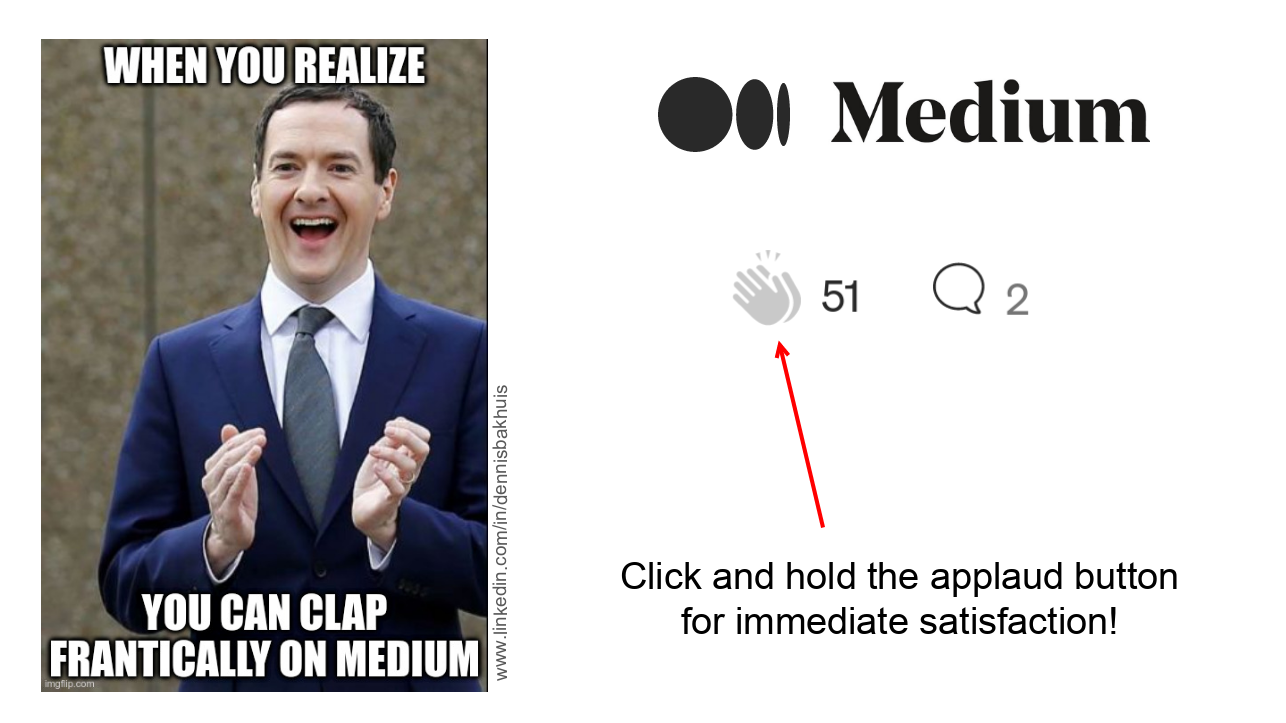 WHEN YOU REALIZE
YOU CAN CLAP
FRANTICALLY ON MEDIUM
imgflip.com
www.linkedin.com/in/dennisbakhuis
Medium
51
2
Click and hold the applaud button
for immediate satisfaction!